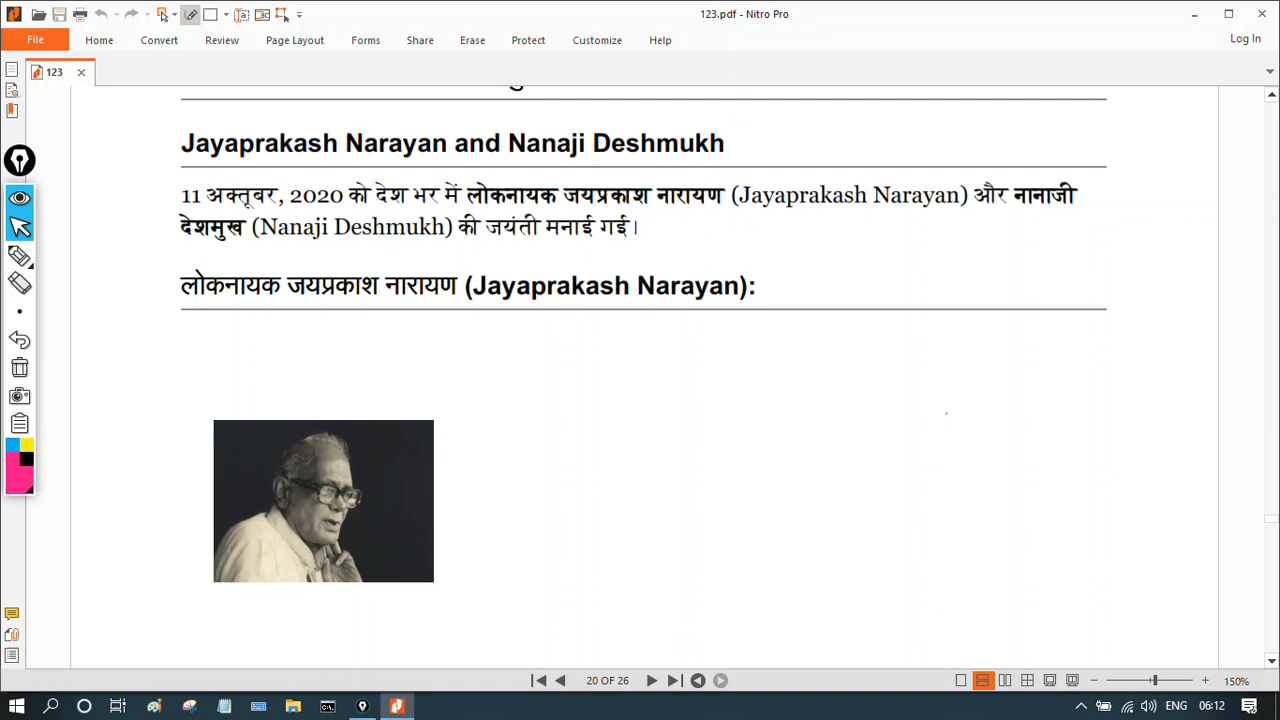 123.pdf - Nitro Pro
File Home Convert Review Page Layout Forms Share Erase Protect Customize Help Log In
123
Jayaprakash Narayan and Nanaji Deshmukh
11 अक्तूबर, 2020 को देश भर में लोकनायक जयप्रकाश नारायण (Jayaprakash Narayan) और नानाजी
देशमुख (Nanaji Deshmukh) की जयंती मनाई गई।
लोकनायक जयप्रकाश नारायण (Jayaprakash Narayan):
20 OF 26 150%
ENG 06:12